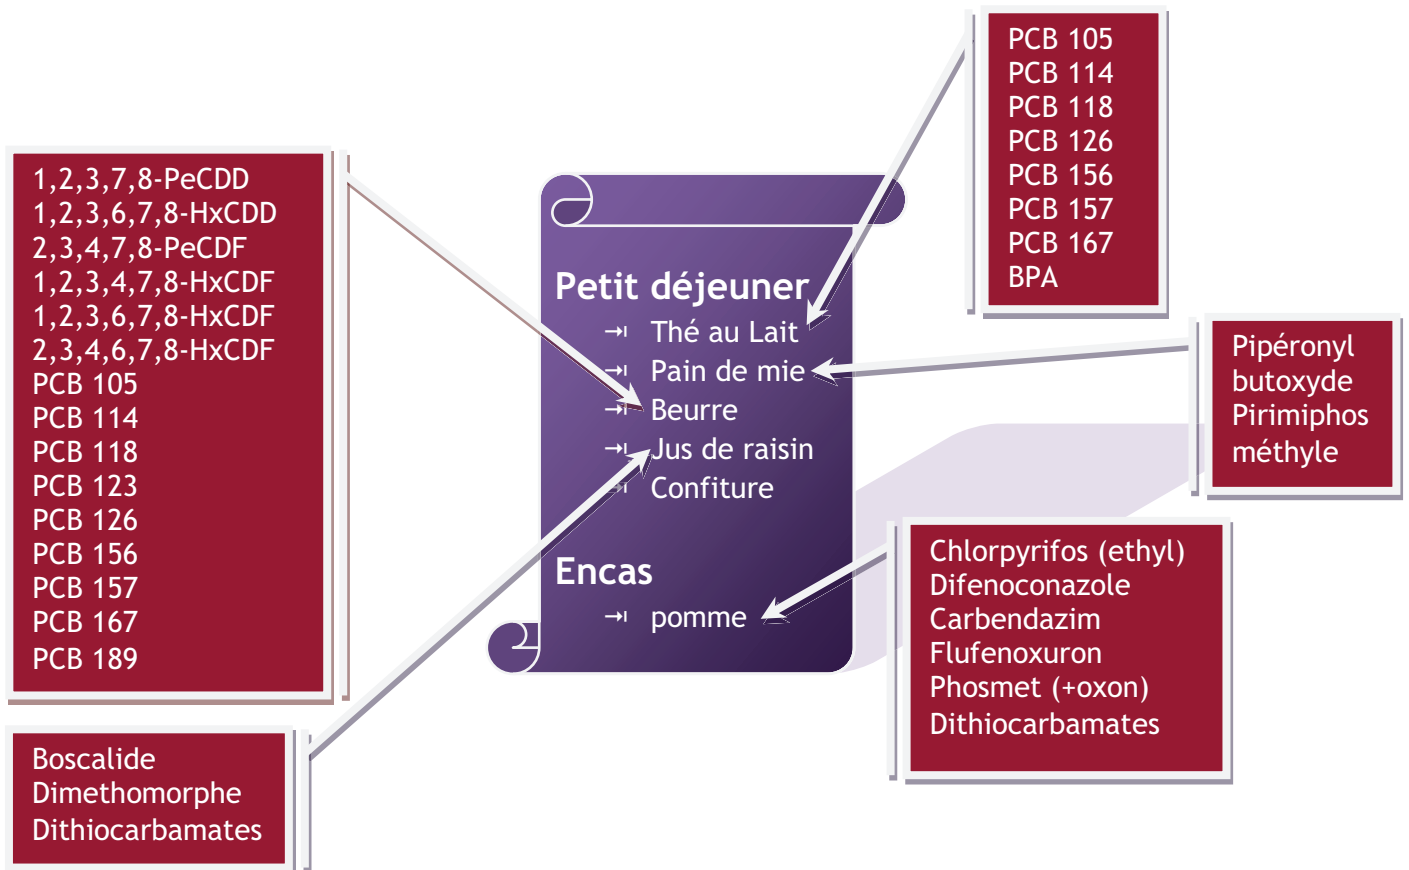 PCB 105
PCB 114
PCB 118
PCB 126
PCB 156
PCB 157
PCB 167
BPA
1,2,3,7,8-PeCDD
1,2,3,6,7,8-HxCDD
2,3,4,7,8-PeCDF
1,2,3,4,7,8-HxCDF
1,2,3,6,7,8-HxCDF
2,3,4,6,7,8-HxCDF
PCB 105
PCB 114
PCB 118
PCB 123
PCB 126
PCB 156
PCB 157
PCB 167
PCB 189
Petit déjeuner
Thé au Lait
Pain de mie
Beurre
Jus de raisin
Confiture
Encas
pomme
Pipéronyl
butoxyde
Pirimiphos
méthyle
Chlorpyrifos (ethyl)
Difenoconazole
Carbendazim
Flufenoxuron
Phosmet (+oxon)
Dithiocarbamates
Boscalide
Dimethomorphe
Dithiocarbamates